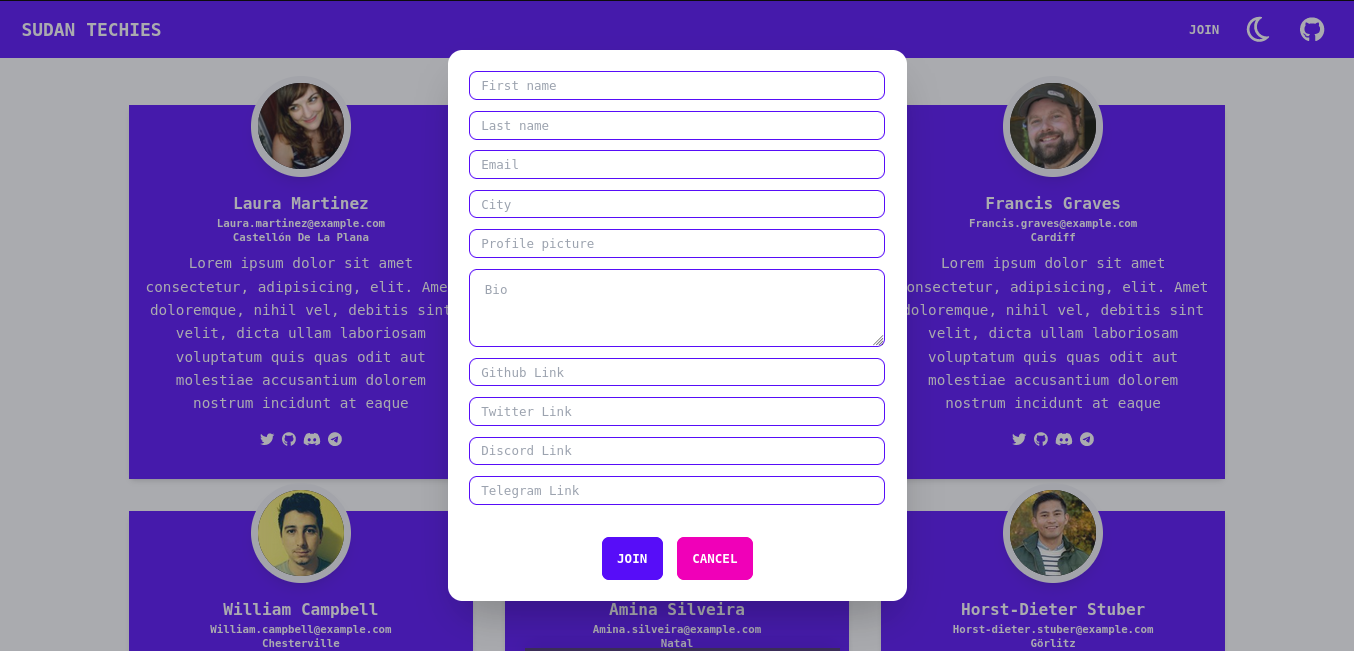 SUDAN TECHIES
JOIN
First name
Last name
Email
City
Profile picture
Bio
Github Link
Twitter Link
Discord Link
Telegram Link
JOIN
CANCEL
Laura Martinez
Laura.martinez@example.com
Castellón De La Plana
Lorem ipsum dolor sit amet
consectetur, adipisicing, elit. Ame
doloremque, nihil vel, debitis sint
velit, dicta ullam laboriosam
voluptatum quis quas odit aut
molestiae accusantium dolorem
nostrum incidunt at eaque
Francis Graves
Francis.graves@example.com
Cardiff
Lorem ipsum dolor sit amet
onsectetur, adipisicing, elit. Amet
doloremque, nihil vel, debitis sint
velit, dicta ullam laboriosam
voluptatum quis quas odit aut
molestiae accusantium dolorem
nostrum incidunt at eaque
William Campbell
William.campbell@example.com
Chesterville
Amina Silveira
Amina.silveira@example.com
Natal
Horst-Dieter Stuber
Horst-dieter.stuber@example.com
Görlitz